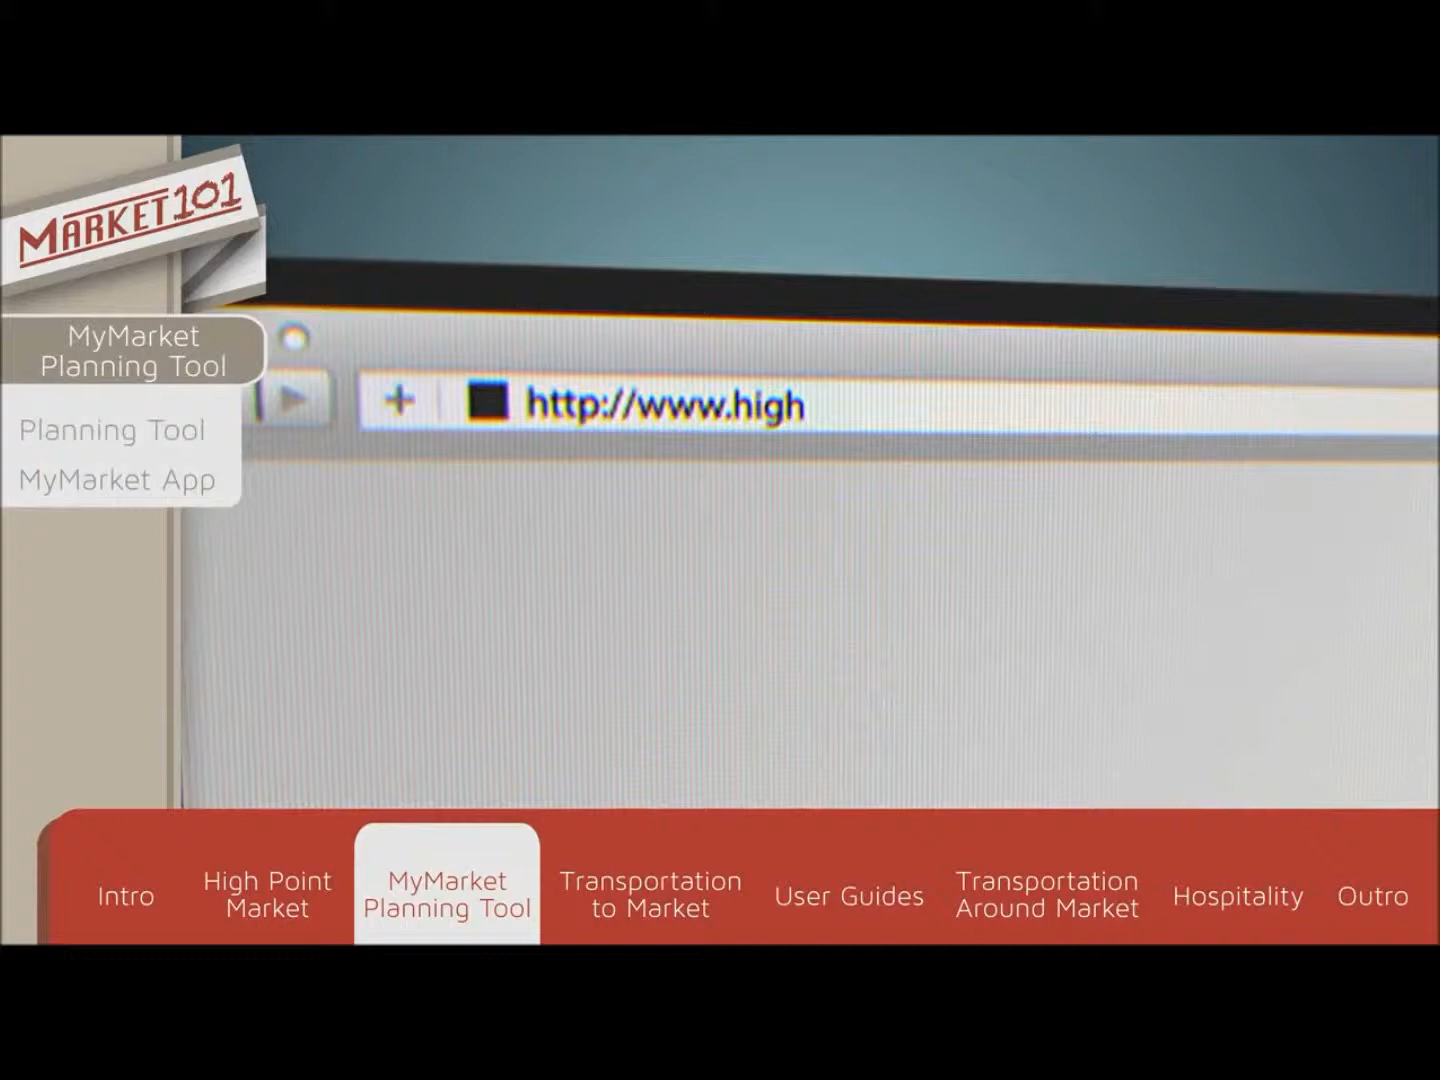 MARKET101
MyMarket
Planning Tool
Planning Tool
MyMarket App
http://www.high
Intro
High Point
Market
MyMarket
Planning Tool
Transportation
to Market
User Guides
Transportation
Around Market
Hospitality
Outro